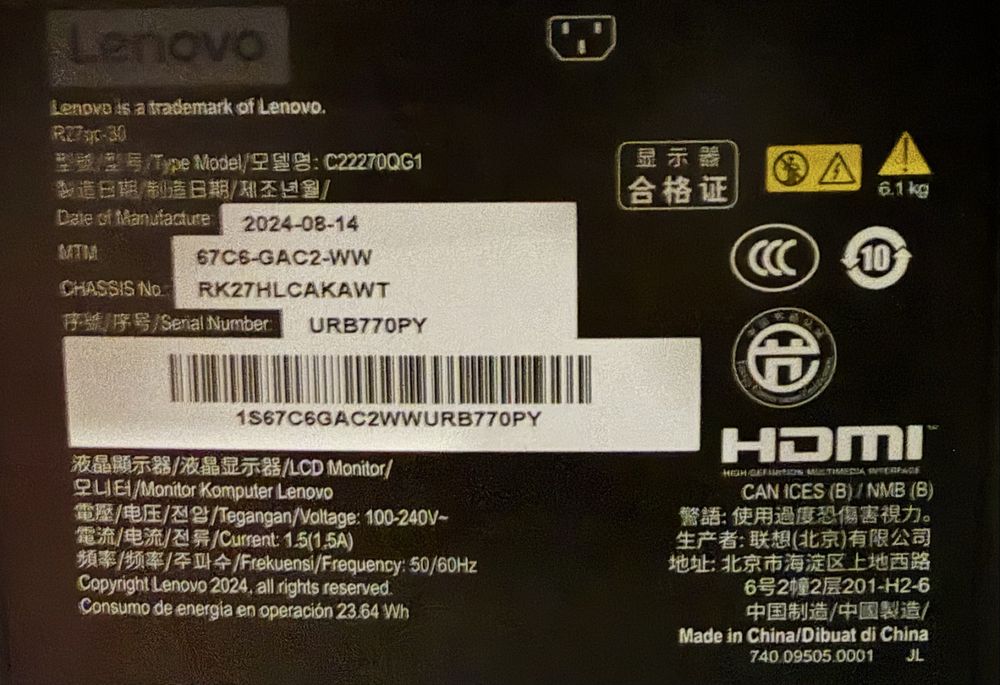 Lenovo
Lenovo is a trademark of Lenovo.
R27qc-30
型號/型号/Type Model/모델명: C22270QG1
製造日期/制造日期/제조년월/
Date of Manufacture 2024-08-14
MTM 67C6-GAC2-WW
CHASSIS No. RK27HLCAKAWT
序號/序号/Serial Number URB770PY
1S67C6GAC2WWURB770PY
液晶顯示器/液晶显示器/LCD Monitor/
모니터/Monitor Komputer Lenovo
電壓/电压/전압/Tegangan/Voltage: 100-240V~
電流/电流/전류/Current: 1.5(1.5A)
頻率/频率/주파수/Frekuensi/Frequency: 50/60Hz
Copyright Lenovo 2024, all rights reserved.
Consumo de energía en operación 23.64 Wh
显示器
合格证
6.1 kg
CCC
10
HDMI™
HIGH-DEFINITION MULTIMEDIA INTERFACE
CAN ICES (B) / NMB (B)
警語: 使用過度恐傷害視力。
生产者: 联想(北京)有限公司
地址: 北京市海淀区上地西路
6号2幢2层201-H2-6
中国制造/中國製造/
Made in China/Dibuat di China
740.09505.0001 JL